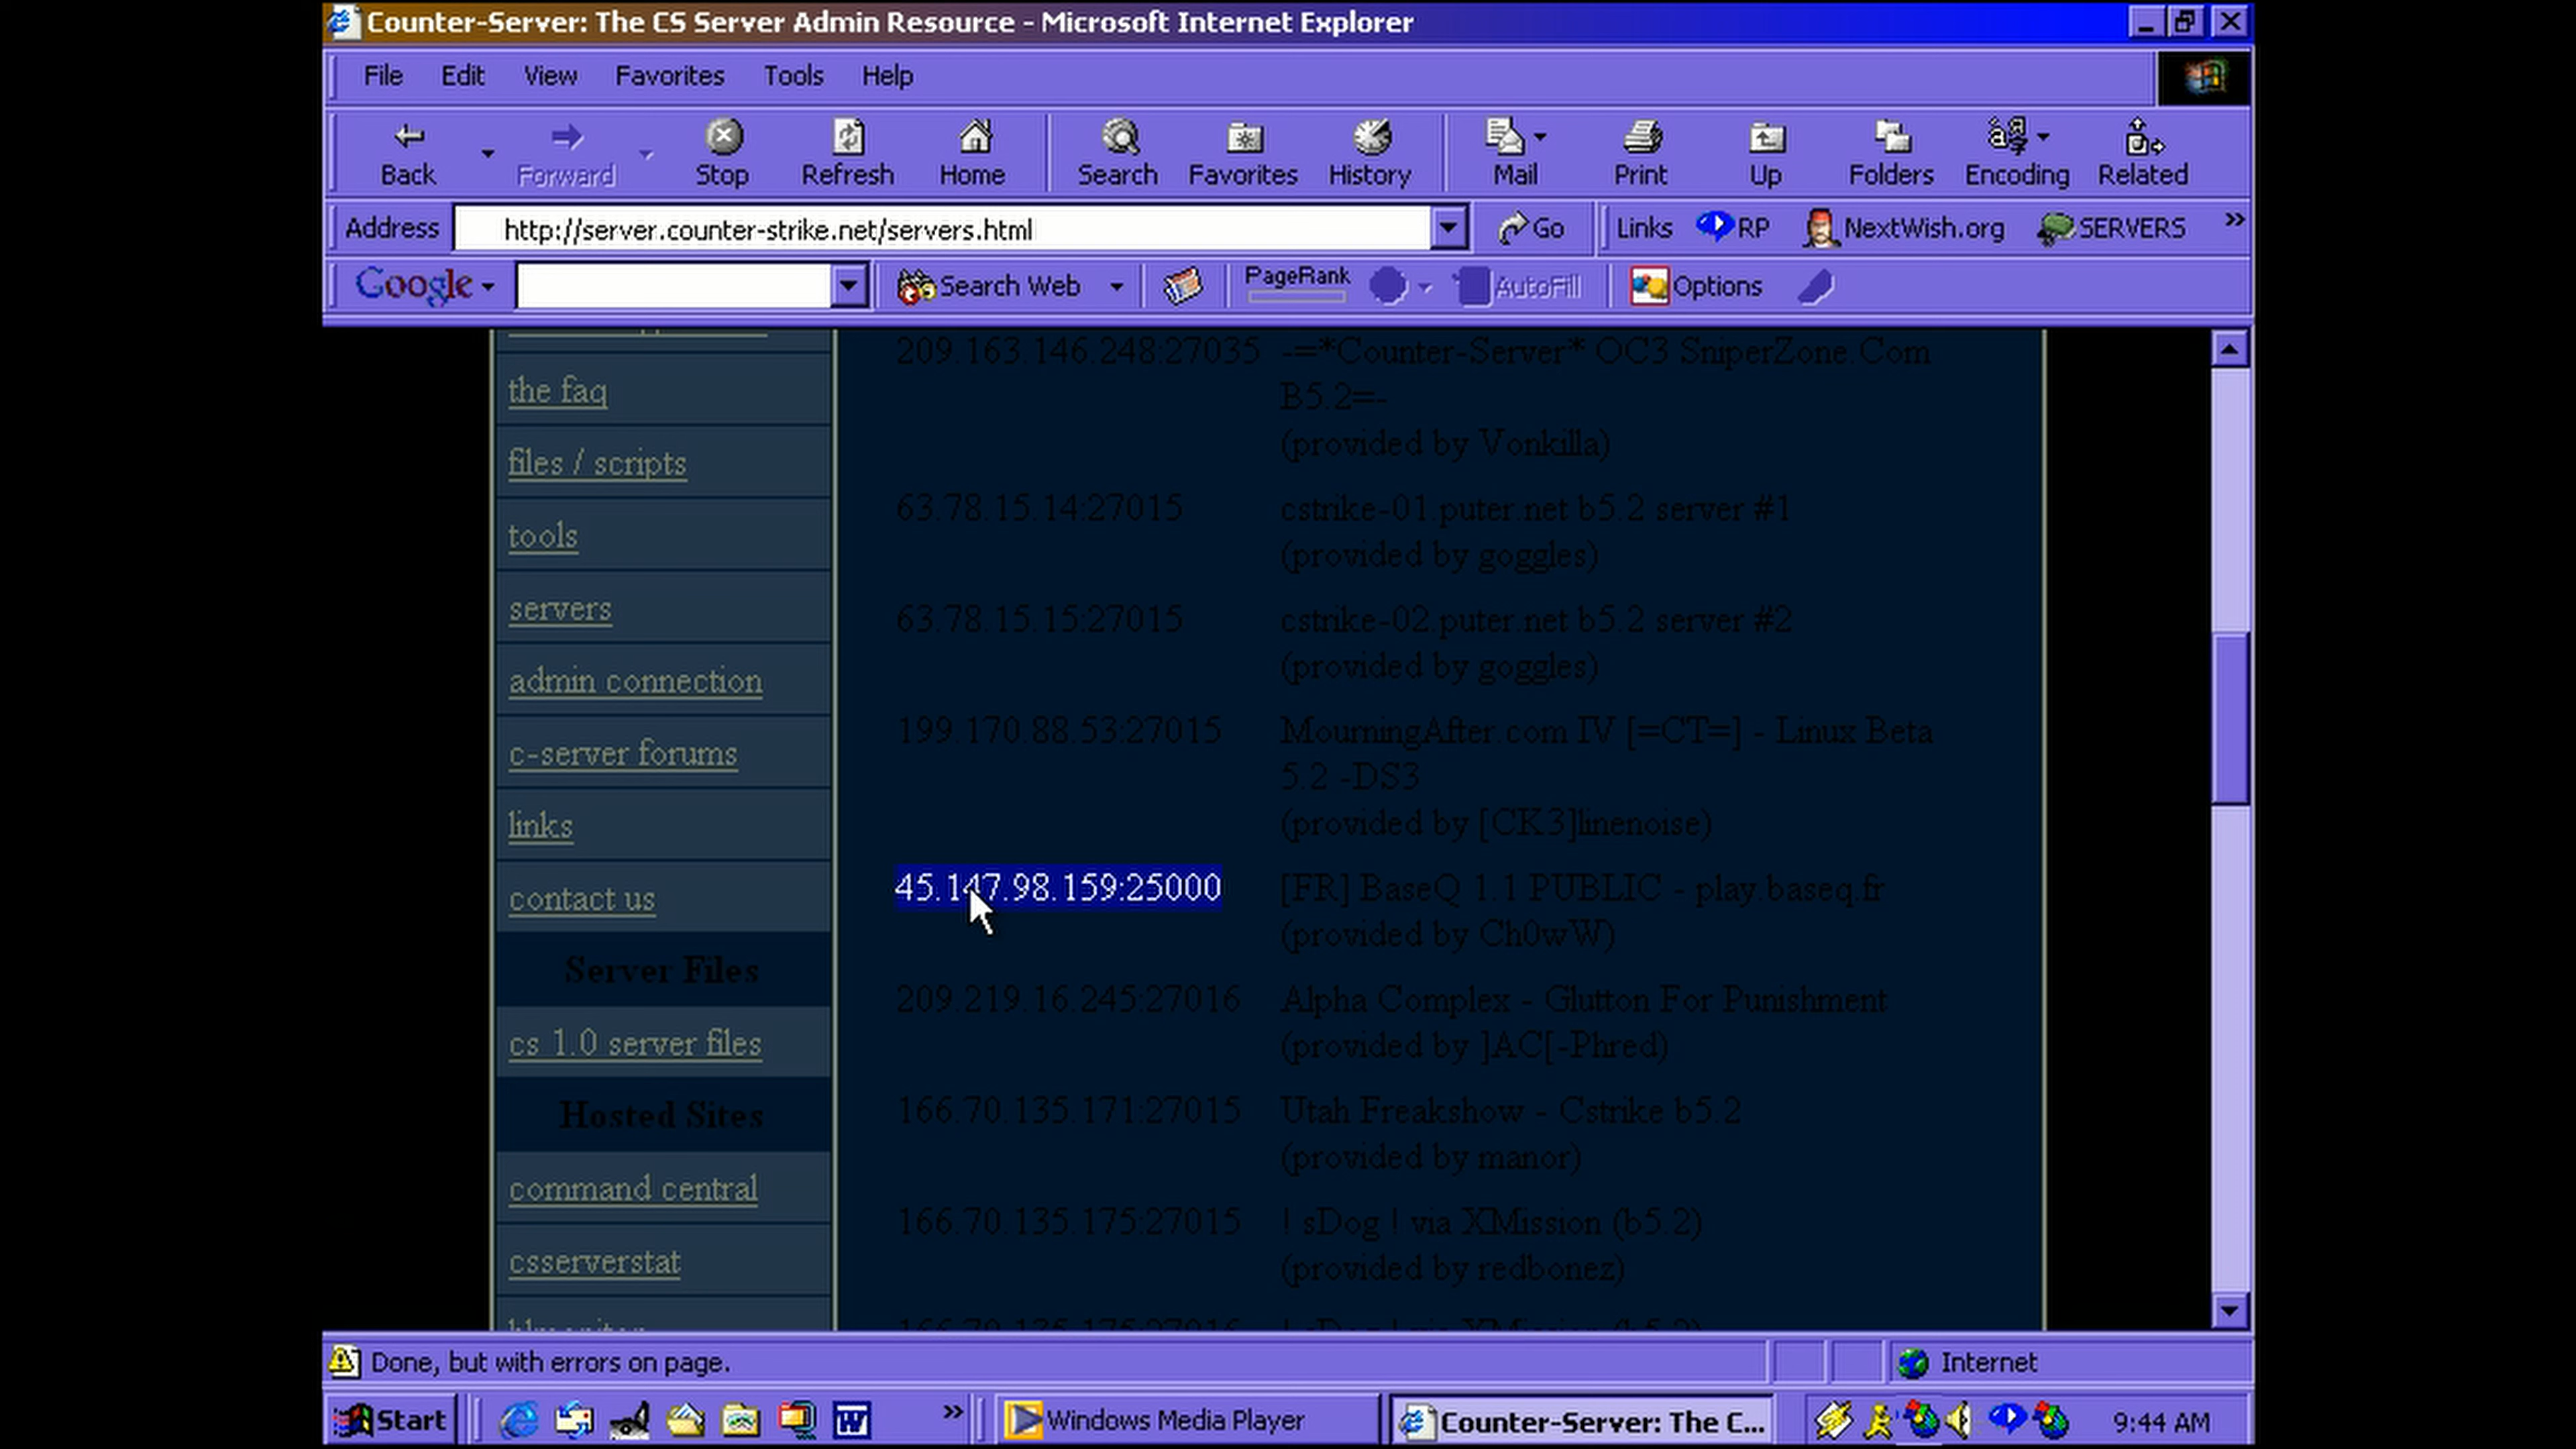 Counter-Server: The CS Server Admin Resource - Microsoft Internet Explorer
File Edit View Favorites Tools Help
Back Forward Stop Refresh Home Search Favorites History Mail Print Up Folders Encoding Related
Address http://server.counter-strike.net/servers.html Go Links RP NextWish.org SERVERS »
Google Search Web PageRank AutoFill Options
the faq
files / scripts
tools
servers
admin connection
c-server forums
links
contact us
Server Files
cs 1.0 server files
Hosted Sites
command central
csserverstat
209.163.146.248:27035 -=*Counter-Server* OC3 SniperZone.Com
B5.2=-
(provided by Vonkilla)
63.78.15.14:27015 cstrike-01.puter.net b5.2 server #1
(provided by goggles)
63.78.15.15:27015 cstrike-02.puter.net b5.2 server #2
(provided by goggles)
199.170.88.53:27015 MourningAfter.com IV [=CT=] - Linux Beta
5.2 -DS3
(provided by [CK3]linenoise)
45.147.98.159:25000 [FR] BaseQ 1.1 PUBLIC - play.baseq.fr
(provided by Ch0wW)
209.219.16.245:27016 Alpha Complex - Glutton For Punishment
(provided by ]AC[-Phred)
166.70.135.171:27015 Utah Freakshow - Cstrike b5.2
(provided by manor)
166.70.135.175:27015 ! sDog ! via XMission (b5.2)
(provided by redbonez)
166.70.135.175:27016 ! sDog ! via XMission (b5.2)
Done, but with errors on page. Internet
Start » Windows Media Player Counter-Server: The C... 9:44 AM